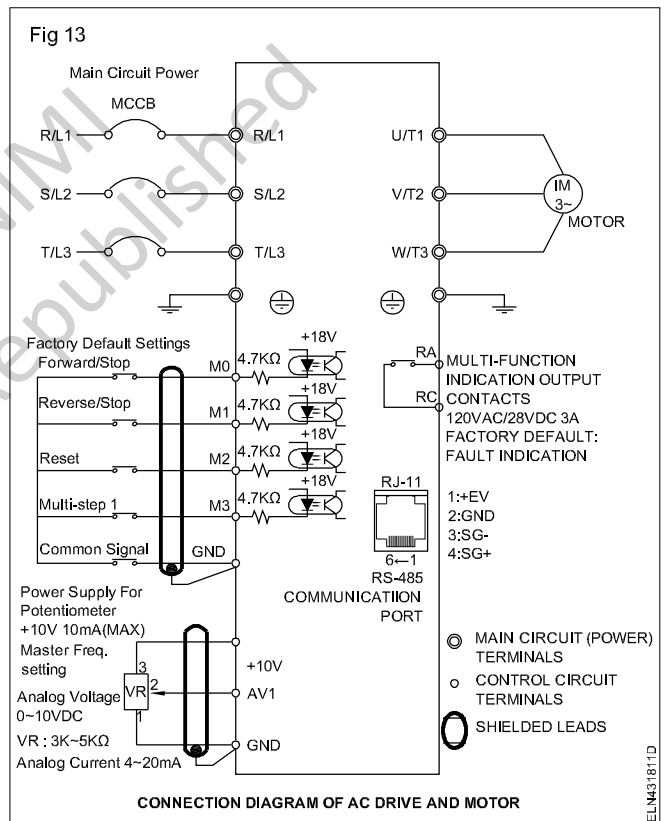 Fig 13
Main Circuit Power
MCCB
R/L1
R/L1
U/T1
S/L2
S/L2
V/T2
IM
3~
MOTOR
T/L3
T/L3
W/T3
Factory Default Settings
Forward/Stop
M0
4.7KΩ
+18V
Reverse/Stop
M1
4.7KΩ
+18V
Reset
M2
4.7KΩ
+18V
Multi-step 1
M3
4.7KΩ
+18V
Common Signal
GND
RA
RC
MULTI-FUNCTION
INDICATION OUTPUT
CONTACTS
120VAC/28VDC 3A
FACTORY DEFAULT:
FAULT INDICATION
RJ-11
6←1
RS-485
COMMUNICATIION
PORT
1:+EV
2:GND
3:SG-
4:SG+
Power Supply For
Potentiometer
+10V 10mA(MAX)
Master Freq.
setting
3
VR
2
1
Analog Voltage
0~10VDC
VR : 3K~5KΩ
Analog Current 4~20mA
+10V
AV1
GND
MAIN CIRCUIT (POWER)
TERMINALS
CONTROL CIRCUIT
TERMINALS
SHIELDED LEADS
CONNECTION DIAGRAM OF AC DRIVE AND MOTOR
ELN431811D
NIMI
Republished